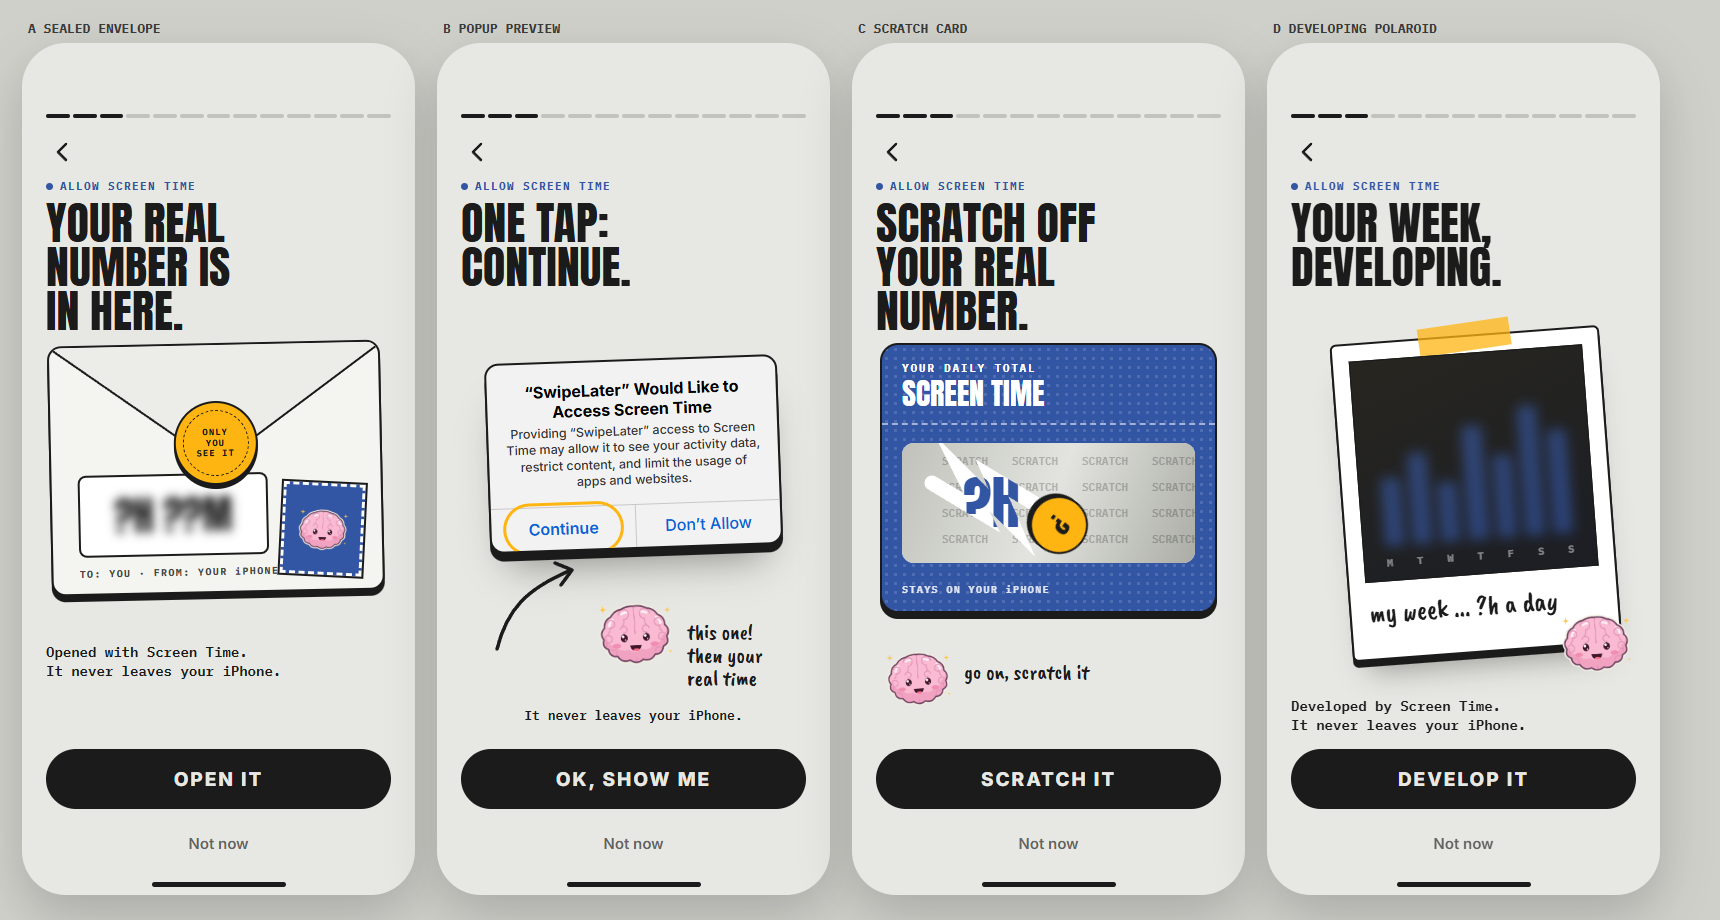 A SEALED ENVELOPE
ALLOW SCREEN TIME
YOUR REAL
NUMBER IS
IN HERE.
ONLY
YOU
SEE IT
?H ??M
TO: YOU · FROM: YOUR iPHONE
Opened with Screen Time.
It never leaves your iPhone.
OPEN IT
Not now
B POPUP PREVIEW
ALLOW SCREEN TIME
ONE TAP:
CONTINUE.
“SwipeLater” Would Like to
Access Screen Time
Providing “SwipeLater” access to Screen
Time may allow it to see your activity data,
restrict content, and limit the usage of
apps and websites.
Continue
Don’t Allow
this one!
then your
real time
It never leaves your iPhone.
OK, SHOW ME
Not now
C SCRATCH CARD
ALLOW SCREEN TIME
SCRATCH OFF
YOUR REAL
NUMBER.
YOUR DAILY TOTAL
SCREEN TIME
SCRATCH SCRATCH SCRATCH SCRATCH
SCRATCH SCRATCH SCRATCH
?H
SCRATCH SCRATCH
SCRATCH SCRATCH
STAYS ON YOUR iPHONE
go on, scratch it
SCRATCH IT
Not now
D DEVELOPING POLAROID
ALLOW SCREEN TIME
YOUR WEEK,
DEVELOPING.
M T W T F S S
my week ... ?h a day
Developed by Screen Time.
It never leaves your iPhone.
DEVELOP IT
Not now